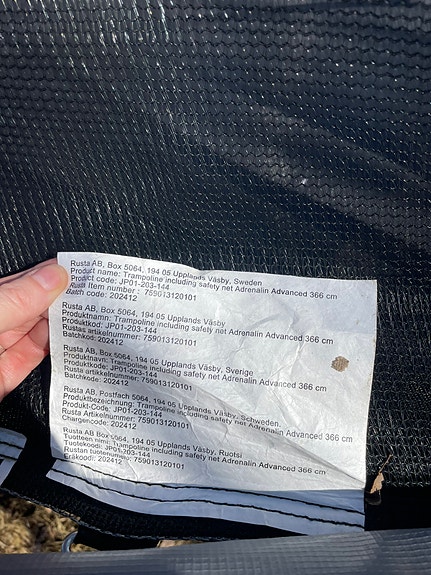 Rusta AB, Box 5064, 194 05 Upplands Väsby, Sweden
Product name: Trampoline including safety net Adrenalin Advanced 366 cm
Product code: JP01-203-144
Rusta Item number : 759013120101
Batch code: 202412
Rusta AB, Box 5064, 194 05 Upplands Väsby
Produktnamn: Trampoline including safety net Adrenalin Advanced 366 cm
Produktkod: JP01-203-144
Rustas artikelnummer: 759013120101
Batchkod: 202412
Rusta AB, Box 5064, 194 05 Upplands Väsby, Sverige
Produktnavn: Trampoline including safety net Adrenalin Advanced 366 cm
Produktkode: JP01-203-144
Rustas artikelnummer: 759013120101
Batchkode: 202412
Rusta AB, Postfach 5064, 194 05 Upplands Väsby, Schweden
Produktbezeichnung: Trampoline including safety net Adrenalin Advanced 366 cm
Produkt-Code: JP01-203-144
Rusta Artikelnummer: 759013120101
Chargencode: 202412
Rusta AB Box 5064, 194 05 Upplands Väsby, Ruotsi
Tuotteen nimi: Trampoline including safety net Adrenalin Advanced 366 cm
Tuotekoodi: JP01-203-144
Rustan tuotenumero: 759013120101
Eräkoodi: 202412